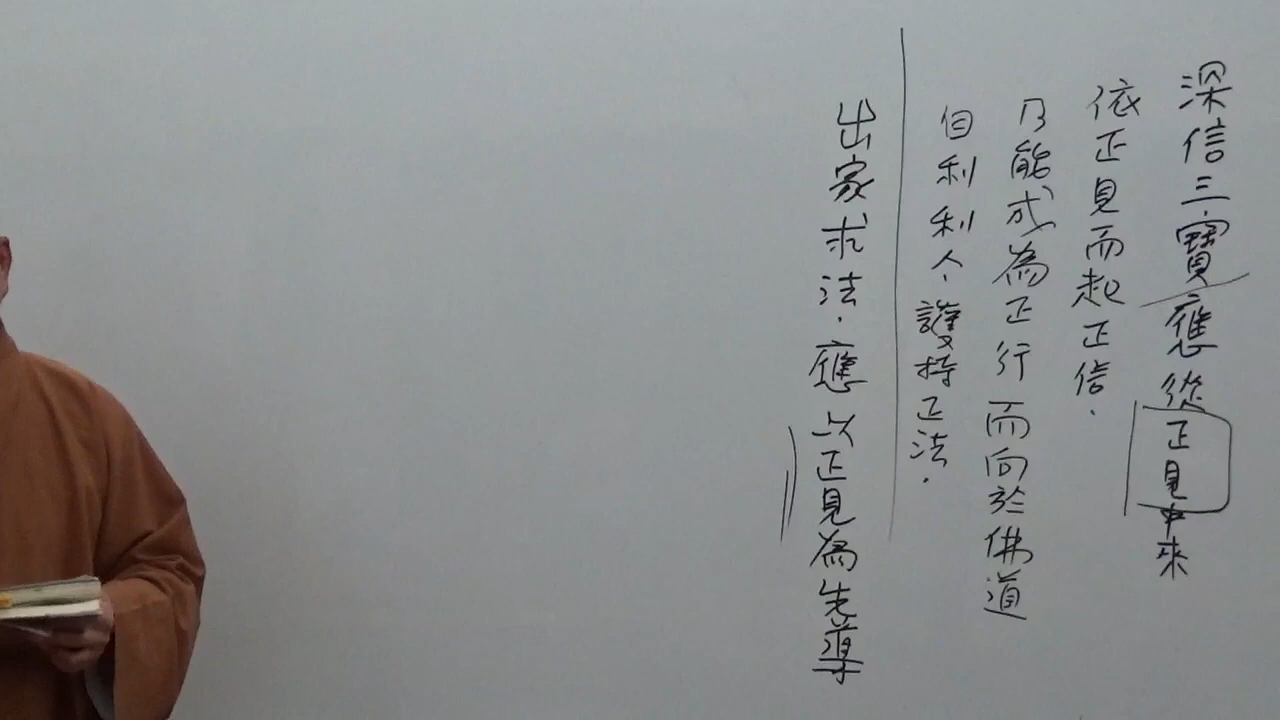 深信三寶應從正見中來
依正見而起正信.
乃能成為正行而向於佛道
自利利人.護持正法.
出家求法.應以正見為先導